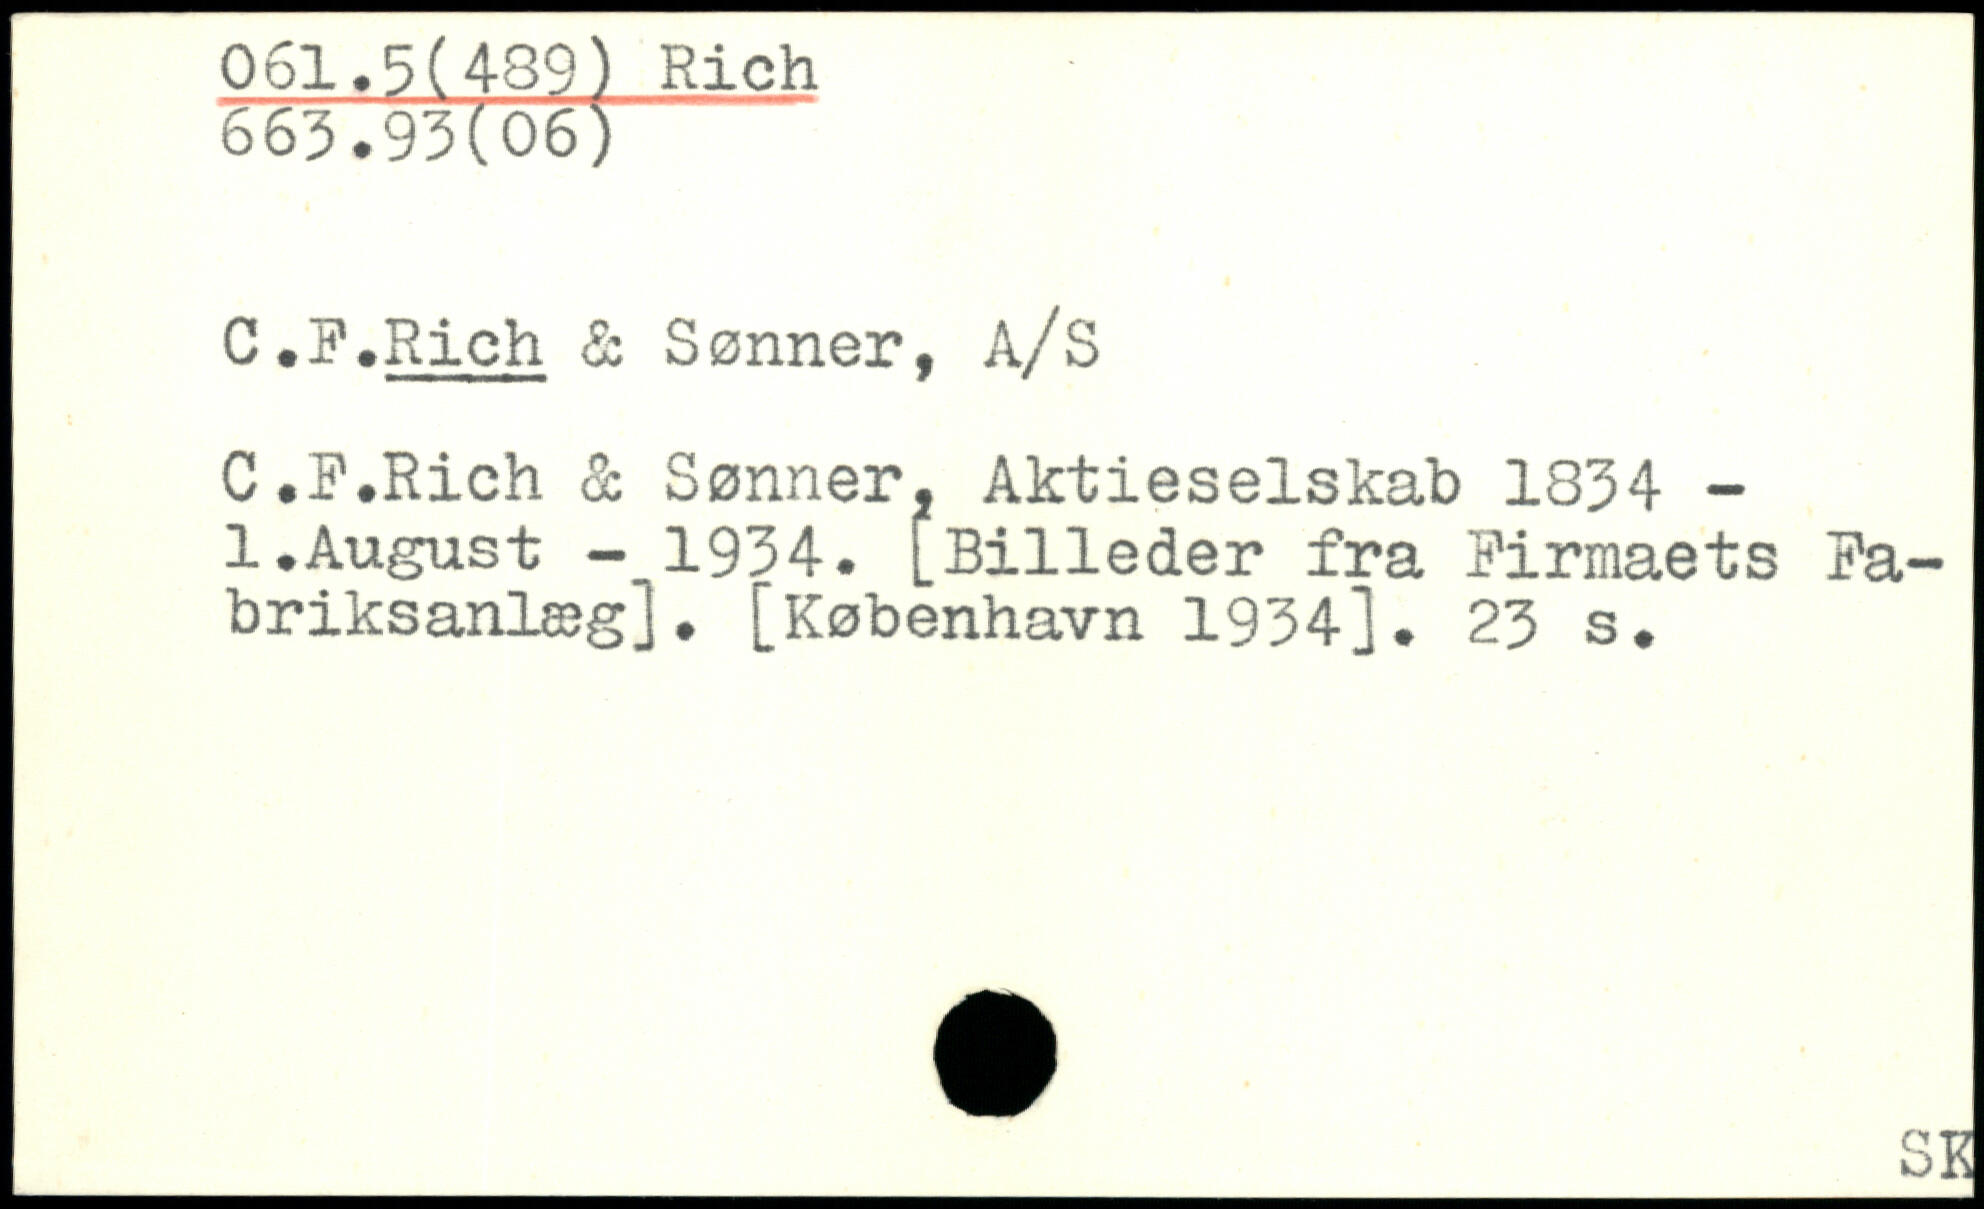 061.5(489) Rich
663.93(06)
C.F.Rich & Sønner, A/S
C.F.Rich & Sønner, Aktieselskab 1834 -
1.August - 1934. [Billeder fra Firmaets Fa-
briksanlæg]. [København 1934]. 23 s.
SK